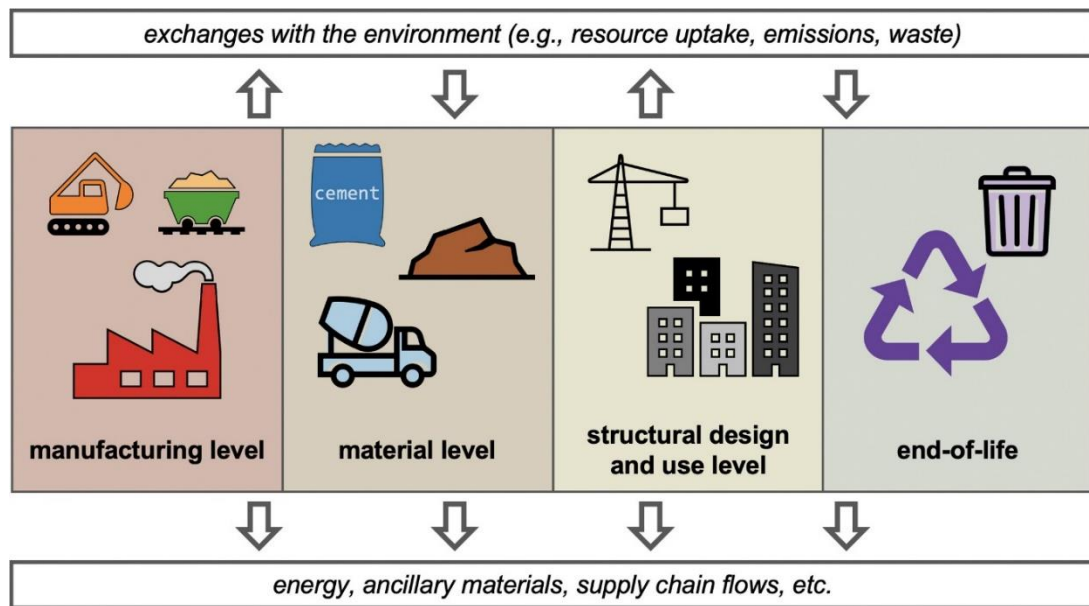 exchanges with the environment (e.g., resource uptake, emissions, waste)
cement
manufacturing level
material level
structural design
and use level
end-of-life
energy, ancillary materials, supply chain flows, etc.